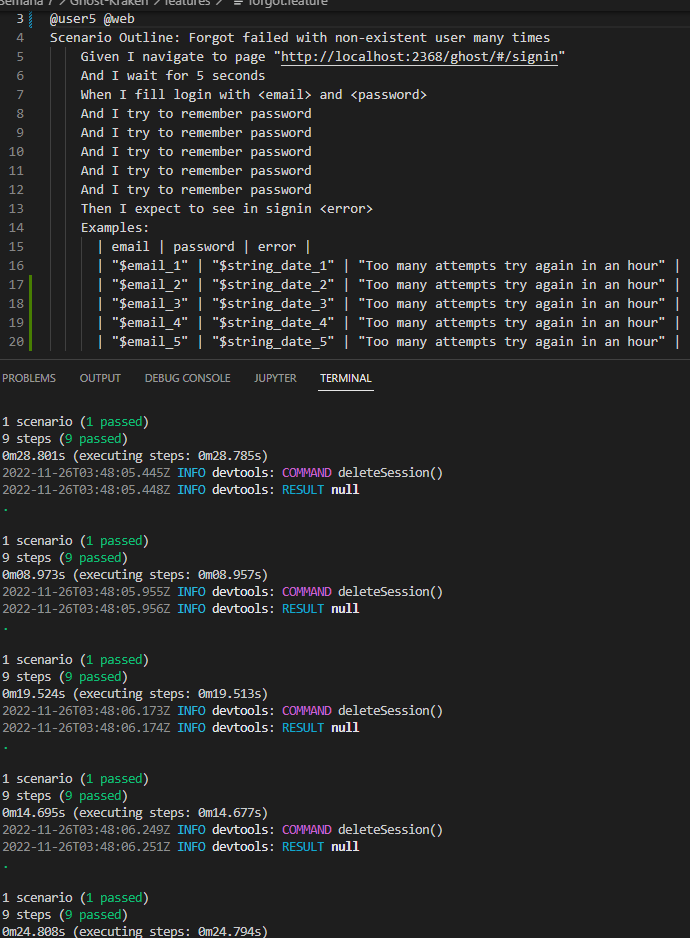 Semana 7 > Ghost-Kraken > features > forgot.feature
3 @user5 @web
4 Scenario Outline: Forgot failed with non-existent user many times
5 Given I navigate to page "http://localhost:2368/ghost/#/signin"
6 And I wait for 5 seconds
7 When I fill login with <email> and <password>
8 And I try to remember password
9 And I try to remember password
10 And I try to remember password
11 And I try to remember password
12 And I try to remember password
13 Then I expect to see in signin <error>
14 Examples:
15 | email | password | error |
16 | "$email_1" | "$string_date_1" | "Too many attempts try again in an hour" |
17 | "$email_2" | "$string_date_2" | "Too many attempts try again in an hour" |
18 | "$email_3" | "$string_date_3" | "Too many attempts try again in an hour" |
19 | "$email_4" | "$string_date_4" | "Too many attempts try again in an hour" |
20 | "$email_5" | "$string_date_5" | "Too many attempts try again in an hour" |
PROBLEMS OUTPUT DEBUG CONSOLE JUPYTER TERMINAL
1 scenario (1 passed)
9 steps (9 passed)
0m28.801s (executing steps: 0m28.785s)
2022-11-26T03:48:05.445Z INFO devtools: COMMAND deleteSession()
2022-11-26T03:48:05.448Z INFO devtools: RESULT null
.
1 scenario (1 passed)
9 steps (9 passed)
0m08.973s (executing steps: 0m08.957s)
2022-11-26T03:48:05.955Z INFO devtools: COMMAND deleteSession()
2022-11-26T03:48:05.956Z INFO devtools: RESULT null
.
1 scenario (1 passed)
9 steps (9 passed)
0m19.524s (executing steps: 0m19.513s)
2022-11-26T03:48:06.173Z INFO devtools: COMMAND deleteSession()
2022-11-26T03:48:06.174Z INFO devtools: RESULT null
.
1 scenario (1 passed)
9 steps (9 passed)
0m14.695s (executing steps: 0m14.677s)
2022-11-26T03:48:06.249Z INFO devtools: COMMAND deleteSession()
2022-11-26T03:48:06.251Z INFO devtools: RESULT null
.
1 scenario (1 passed)
9 steps (9 passed)
0m24.808s (executing steps: 0m24.794s)